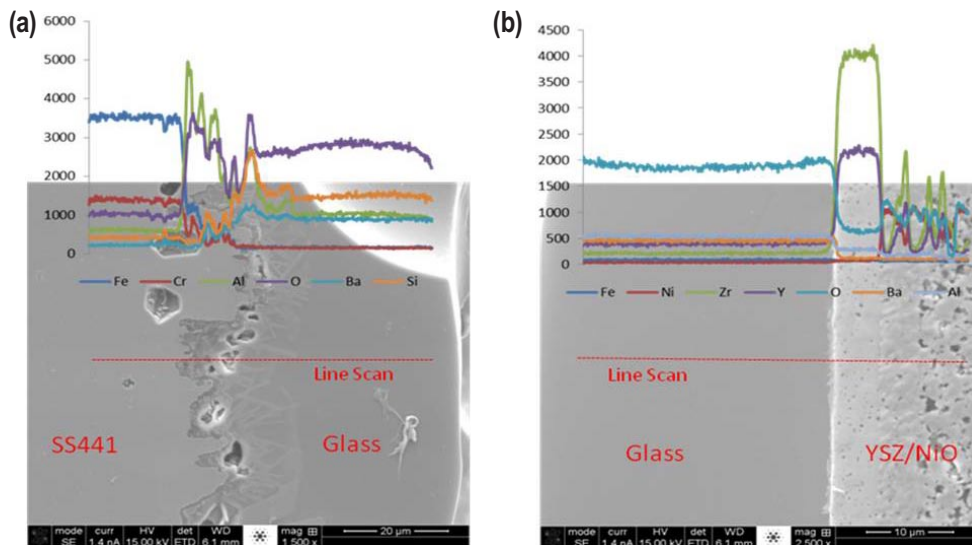 (a)
6000
5000
4000
3000
2000
1000
0
Fe Cr Al O Ba Si
Line Scan
SS441 Glass
mode curr HV det WD mag
SE 1.4 nA 15.00 kV ETD 6.1 mm 1 500 x 20 µm
(b)
4500
4000
3500
3000
2500
2000
1500
1000
500
0
Fe Ni Zr Y O Ba Al
Line Scan
Glass YSZ/NiO
mode curr HV det WD mag
SE 1.4 nA 15.00 kV ETD 6.1 mm 2 500 x 10 µm